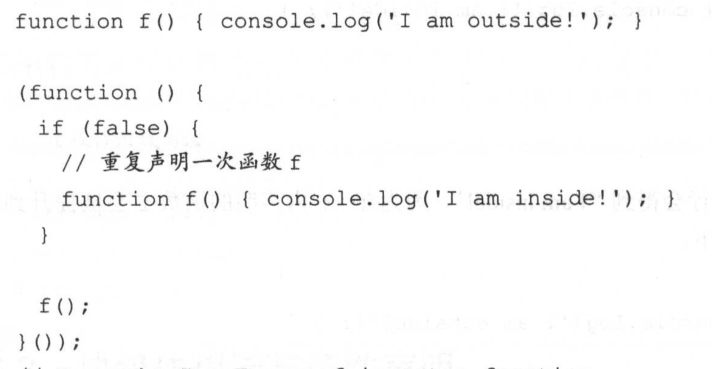 function f() { console.log('I am outside!'); }
(function () {
if (false) {
// 重复声明一次函数 f
function f() { console.log('I am inside!'); }
}
f();
}());